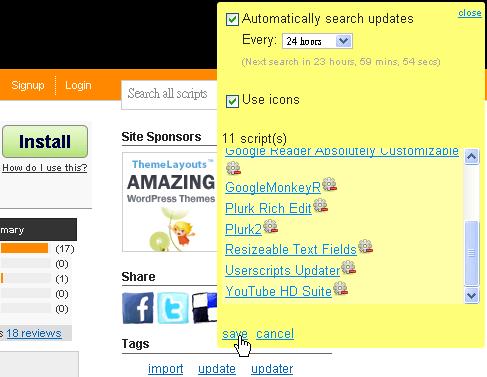 close
Automatically search updates
Every: 24 hours
(Next search in 23 hours, 59 mins, 54 secs)
Use icons
11 script(s)
Google Reader Absolutely Customizable
GoogleMonkeyR
Plurk Rich Edit
Plurk2
Resizeable Text Fields
Userscripts Updater
YouTube HD Suite
save cancel
Signup Login
Search all scripts
Install
How do I use this?
mary
(17)
(0)
(1)
(0)
(0)
s 18 reviews
Site Sponsors
ThemeLayouts™
AMAZING
WordPress Themes
Share
Tags
import update updater